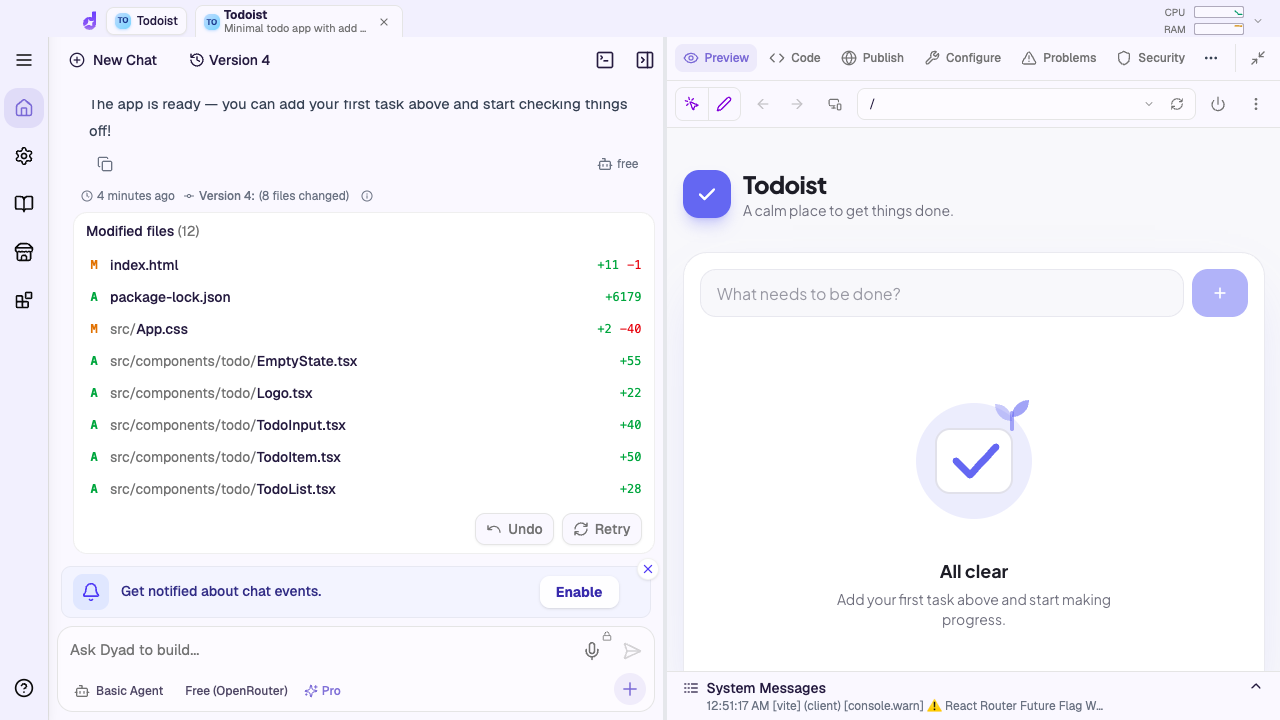 TO Todoist
TO Todoist
Minimal todo app with add ...
CPU
RAM
New Chat
Version 4
The app is ready — you can add your first task above and start checking things
off!
free
4 minutes ago
Version 4: (8 files changed)
Modified files (12)
M index.html +11 −1
A package-lock.json +6179
M src/App.css +2 −40
A src/components/todo/EmptyState.tsx +55
A src/components/todo/Logo.tsx +22
A src/components/todo/TodoInput.tsx +40
A src/components/todo/TodoItem.tsx +50
A src/components/todo/TodoList.tsx +28
Undo
Retry
Get notified about chat events.
Enable
Ask Dyad to build...
Basic Agent
Free (OpenRouter)
Pro
Preview
Code
Publish
Configure
Problems
Security
/
Todoist
A calm place to get things done.
What needs to be done?
All clear
Add your first task above and start making
progress.
System Messages
12:51:17 AM [vite] (client) [console.warn] ⚠️ React Router Future Flag W...